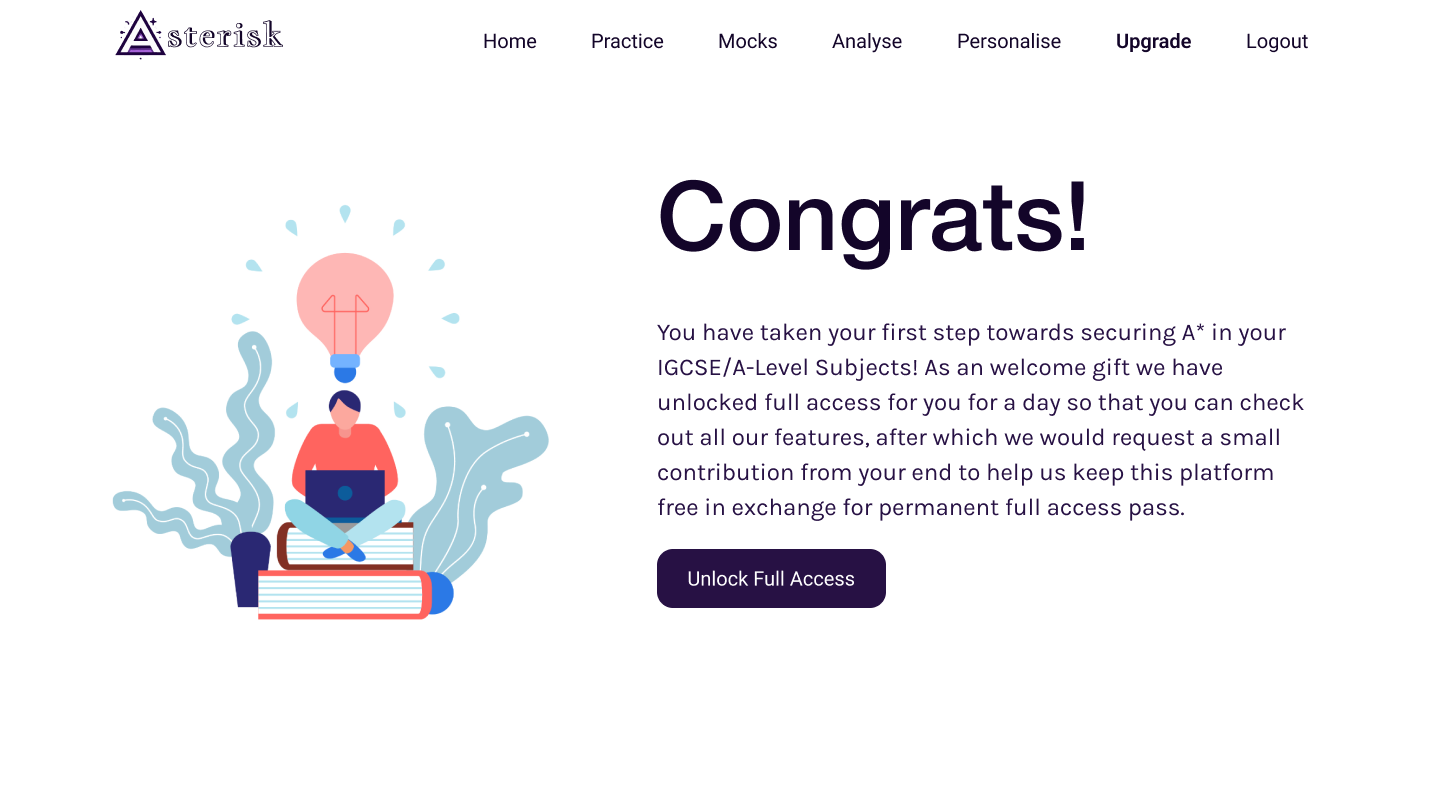 Asterisk
Home Practice Mocks Analyse Personalise Upgrade Logout
Congrats!
You have taken your first step towards securing A* in your
IGCSE/A-Level Subjects! As an welcome gift we have
unlocked full access for you for a day so that you can check
out all our features, after which we would request a small
contribution from your end to help us keep this platform
free in exchange for permanent full access pass.
Unlock Full Access